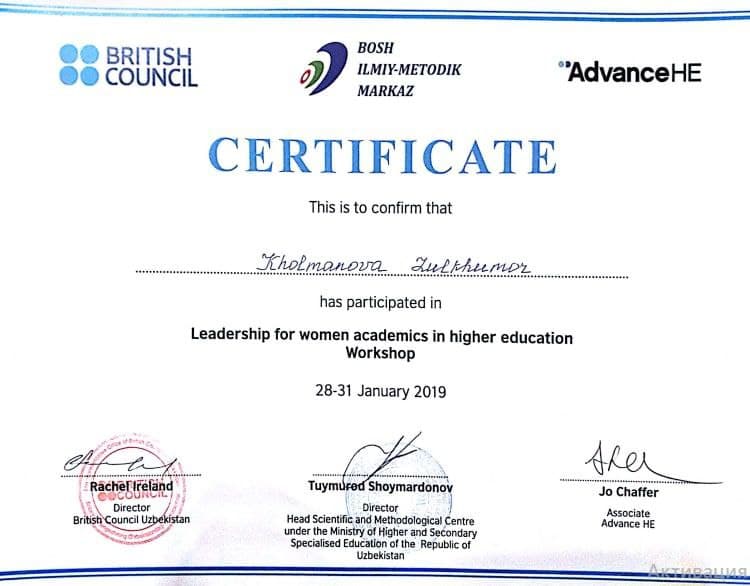 BRITISH
COUNCIL
BOSH
ILMIY-METODIK
MARKAZ
AdvanceHE
CERTIFICATE
This is to confirm that
Kholmanova Zulkhumor
has participated in
Leadership for women academics in higher education
Workshop
28-31 January 2019
Rachel Ireland
Director
British Council Uzbekistan
Tuymurod Shoymardonov
Director
Head Scientific and Methodological Centre
under the Ministry of Higher and Secondary
Specialised Education of the Republic of
Uzbekistan
Jo Chaffer
Associate
Advance HE
BRITISH
COUNCIL
Активация